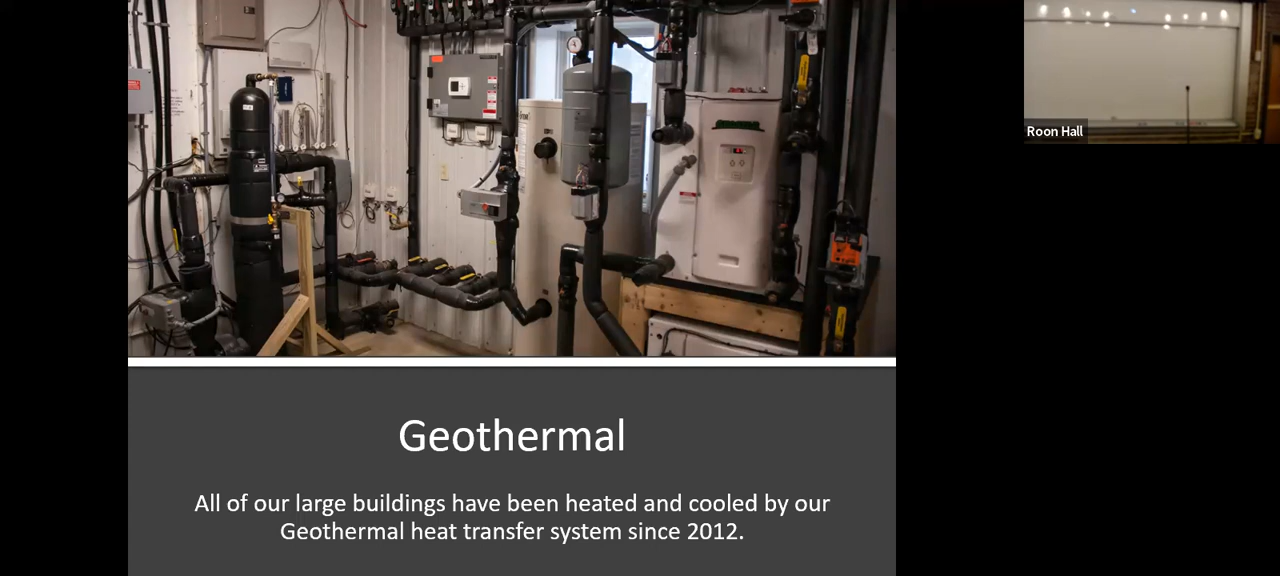 Roon Hall
Geothermal
All of our large buildings have been heated and cooled by our
Geothermal heat transfer system since 2012.